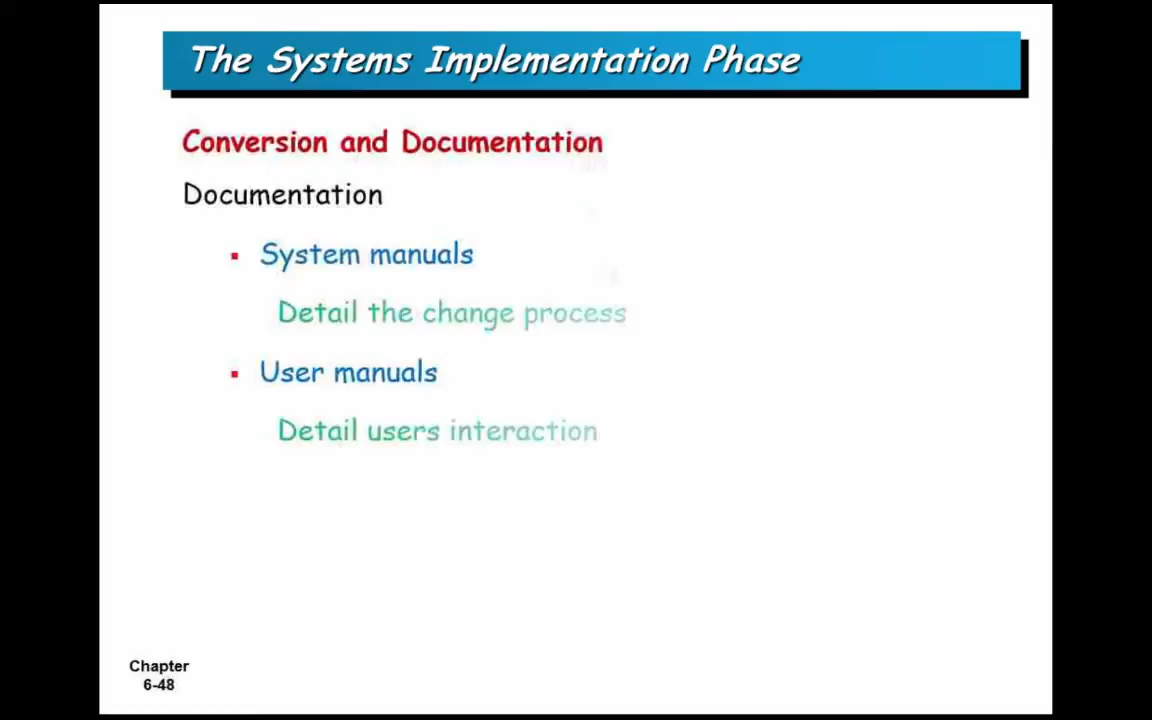 The Systems Implementation Phase
Conversion and Documentation
Documentation
▪ System manuals
Detail the change process
▪ User manuals
Detail users interaction
Chapter
6-48